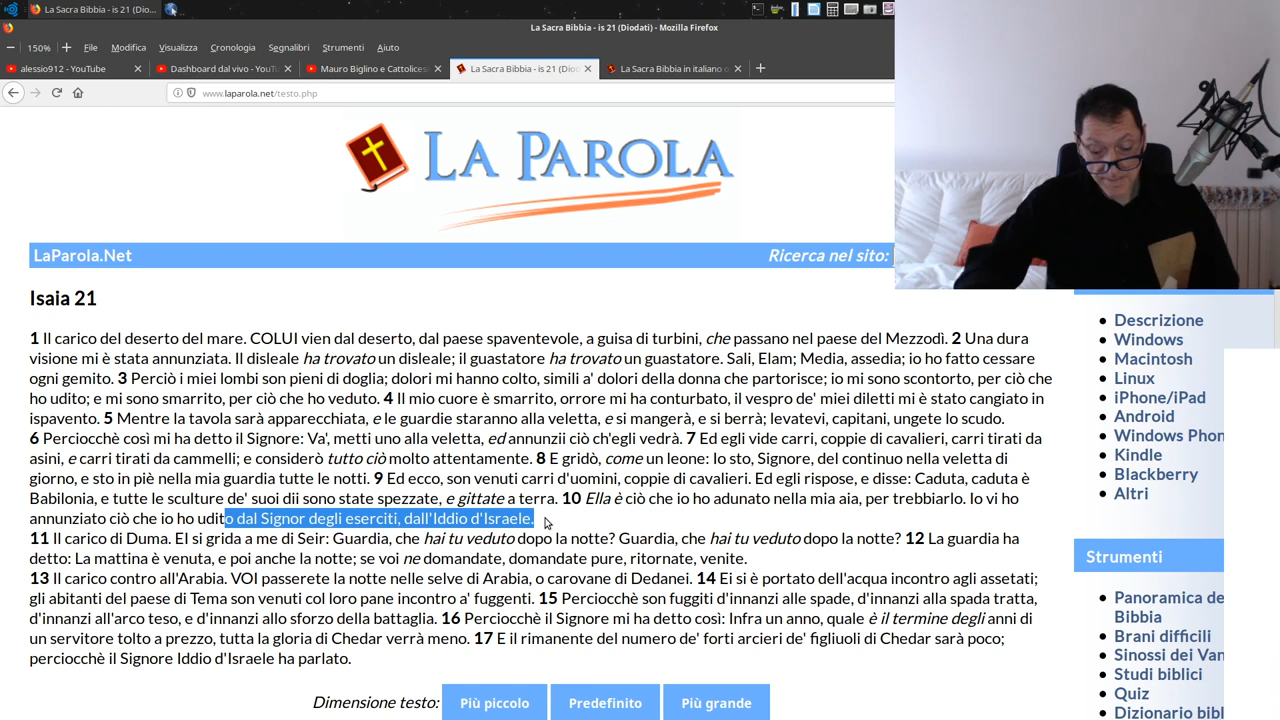 La Sacra Bibbia - is 21 (Diodati) - ...
La Sacra Bibbia - is 21 (Diodati) - Mozilla Firefox
150% File Modifica Visualizza Cronologia Segnalibri Strumenti Aiuto
alessio912 - YouTube
Dashboard dal vivo - YouTu
Mauro Biglino e Cattolices
La Sacra Bibbia - is 21 (Diod
La Sacra Bibbia in italiano o
www.laparola.net/testo.php
LA PAROLA
LaParola.Net Ricerca nel sito:
Isaia 21
1 Il carico del deserto del mare. COLUI vien dal deserto, dal paese spaventevole, a guisa di turbini, che passano nel paese del Mezzodì. 2 Una dura
visione mi è stata annunziata. Il disleale ha trovato un disleale; il guastatore ha trovato un guastatore. Sali, Elam; Media, assedia; io ho fatto cessare
ogni gemito. 3 Perciò i miei lombi son pieni di doglia; dolori mi hanno colto, simili a' dolori della donna che partorisce; io mi sono scontorto, per ciò che
ho udito; e mi sono smarrito, per ciò che ho veduto. 4 Il mio cuore è smarrito, orrore mi ha conturbato, il vespro de' miei diletti mi è stato cangiato in
ispavento. 5 Mentre la tavola sarà apparecchiata, e le guardie staranno alla veletta, e si mangerà, e si berrà; levatevi, capitani, ungete lo scudo.
6 Perciocchè così mi ha detto il Signore: Va', metti uno alla veletta, ed annunzii ciò ch'egli vedrà. 7 Ed egli vide carri, coppie di cavalieri, carri tirati da
asini, e carri tirati da cammelli; e considerò tutto ciò molto attentamente. 8 E gridò, come un leone: Io sto, Signore, del continuo nella veletta di
giorno, e sto in piè nella mia guardia tutte le notti. 9 Ed ecco, son venuti carri d'uomini, coppie di cavalieri. Ed egli rispose, e disse: Caduta, caduta è
Babilonia, e tutte le sculture de' suoi dii sono state spezzate, e gittate a terra. 10 Ella è ciò che io ho adunato nella mia aia, per trebbiarlo. Io vi ho
annunziato ciò che io ho udito dal Signor degli eserciti, dall'Iddio d'Israele.
11 Il carico di Duma. EI si grida a me di Seir: Guardia, che hai tu veduto dopo la notte? Guardia, che hai tu veduto dopo la notte? 12 La guardia ha
detto: La mattina è venuta, e poi anche la notte; se voi ne domandate, domandate pure, ritornate, venite.
13 Il carico contro all'Arabia. VOI passerete la notte nelle selve di Arabia, o carovane di Dedanei. 14 Ei si è portato dell'acqua incontro agli assetati;
gli abitanti del paese di Tema son venuti col loro pane incontro a' fuggenti. 15 Perciocchè son fuggiti d'innanzi alle spade, d'innanzi alla spada tratta,
d'innanzi all'arco teso, e d'innanzi allo sforzo della battaglia. 16 Perciocchè il Signore mi ha detto così: Infra un anno, quale è il termine degli anni di
un servitore tolto a prezzo, tutta la gloria di Chedar verrà meno. 17 E il rimanente del numero de' forti arcieri de' figliuoli di Chedar sarà poco;
perciocchè il Signore Iddio d'Israele ha parlato.
Dimensione testo: Più piccolo Predefinito Più grande
Descrizione
Windows
Macintosh
Linux
iPhone/iPad
Android
Windows Phon
Kindle
Blackberry
Altri
Strumenti
Panoramica de
Bibbia
Brani difficili
Sinossi dei Van
Studi biblici
Quiz
Dizionario bibl